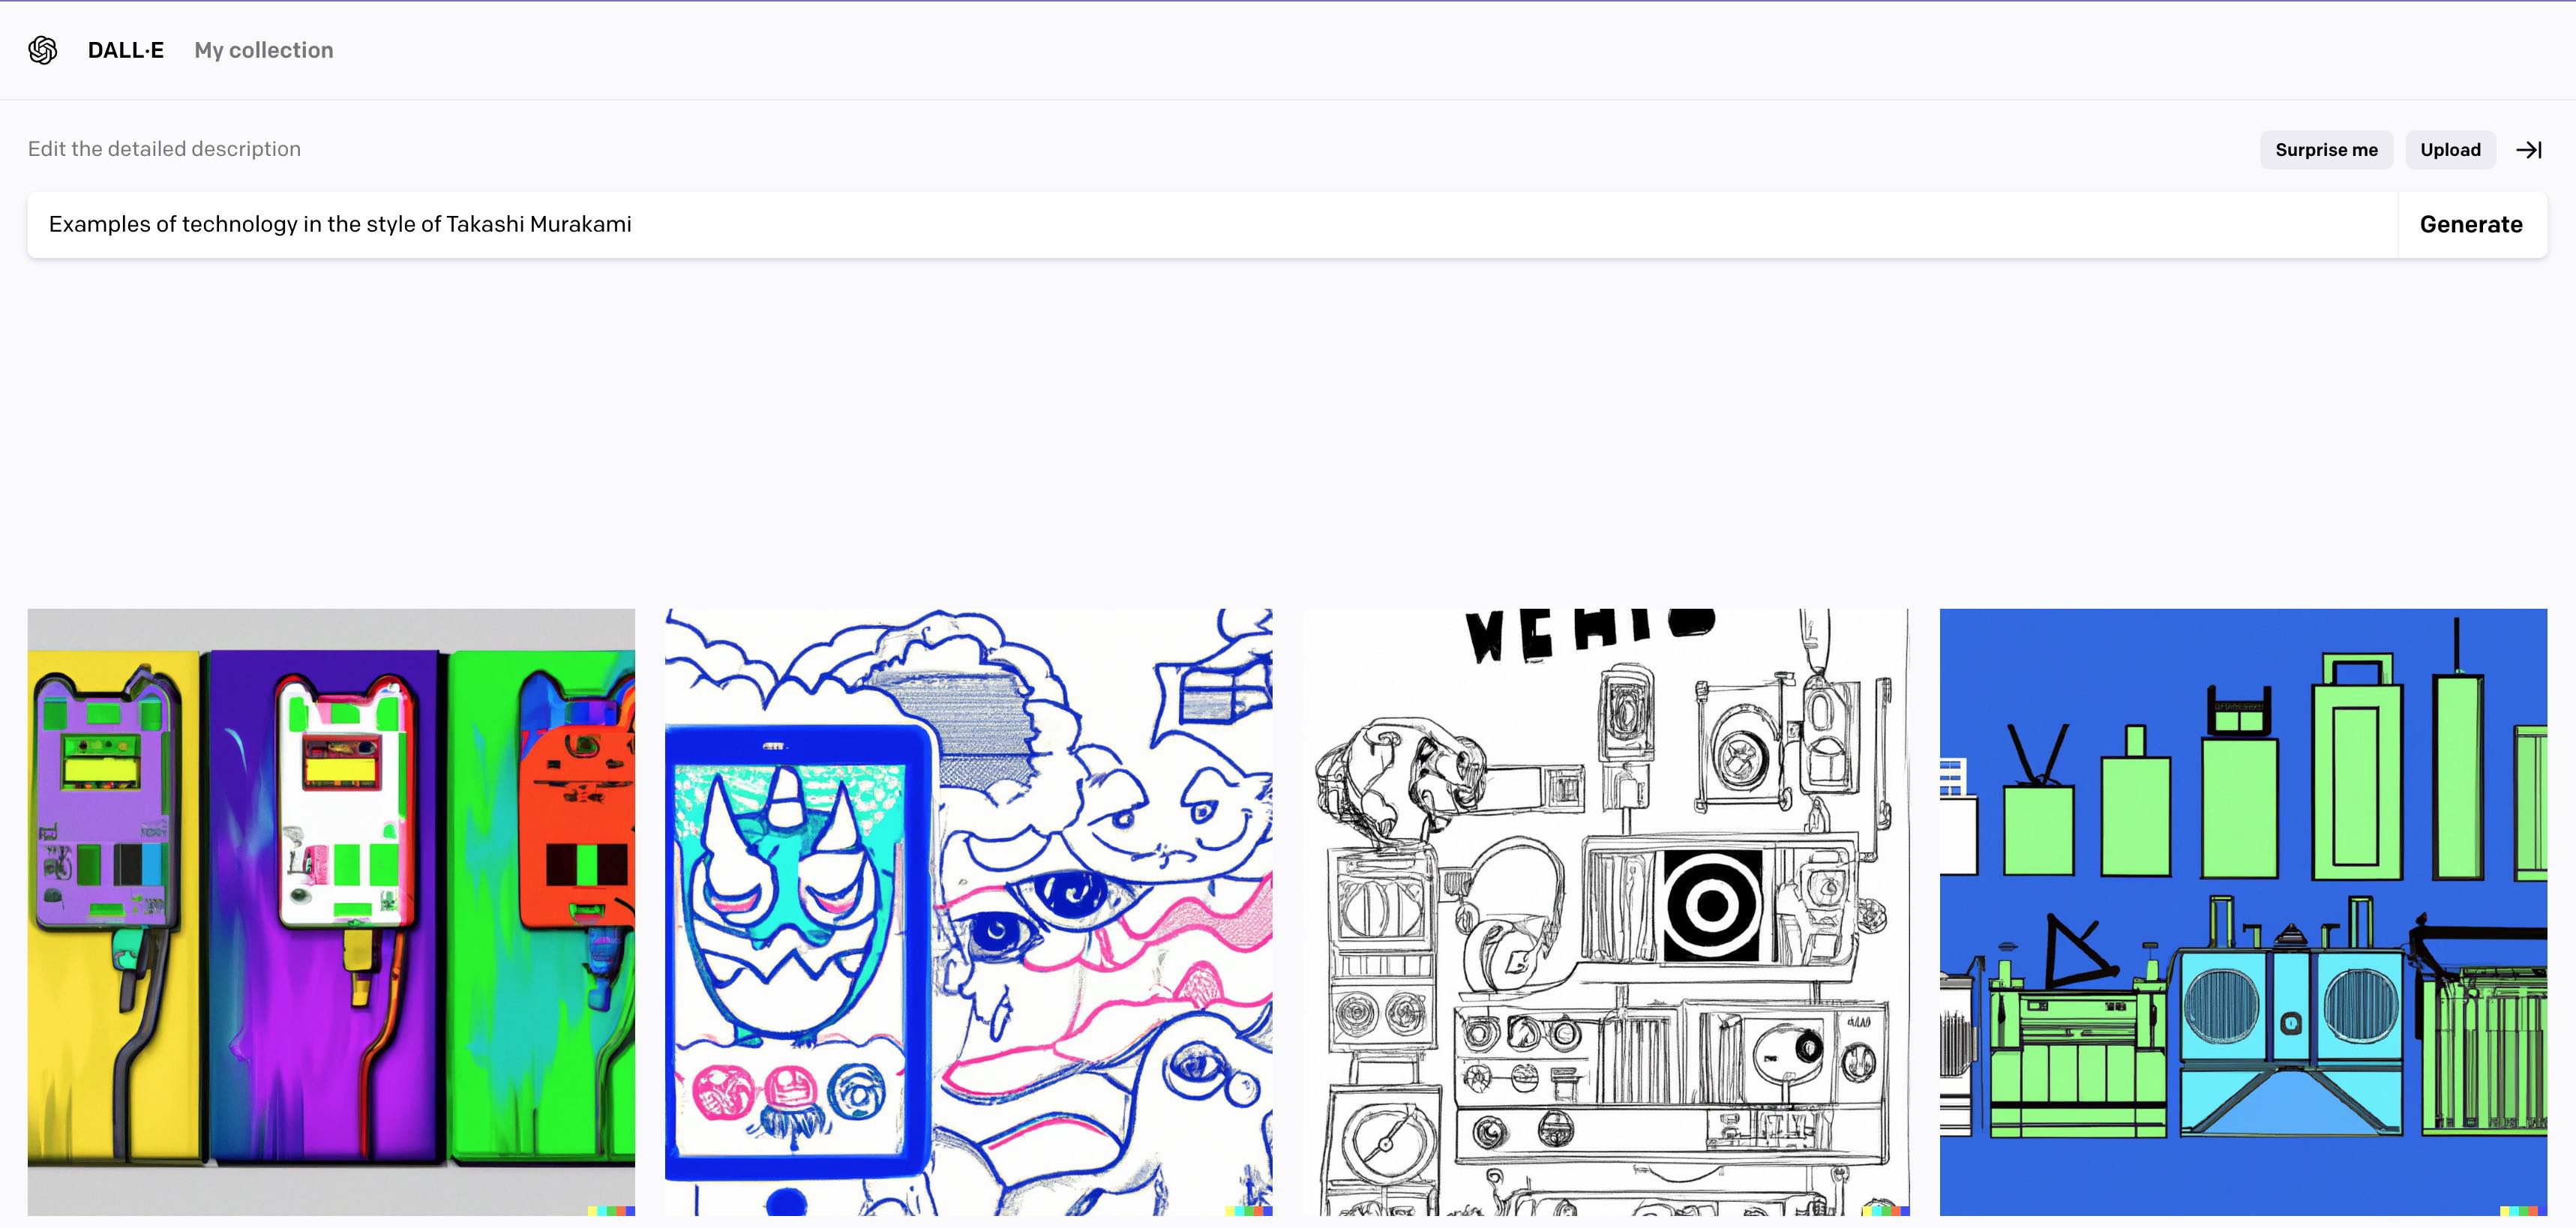 DALL·E My collection
Edit the detailed description
Surprise me Upload
Examples of technology in the style of Takashi Murakami
Generate